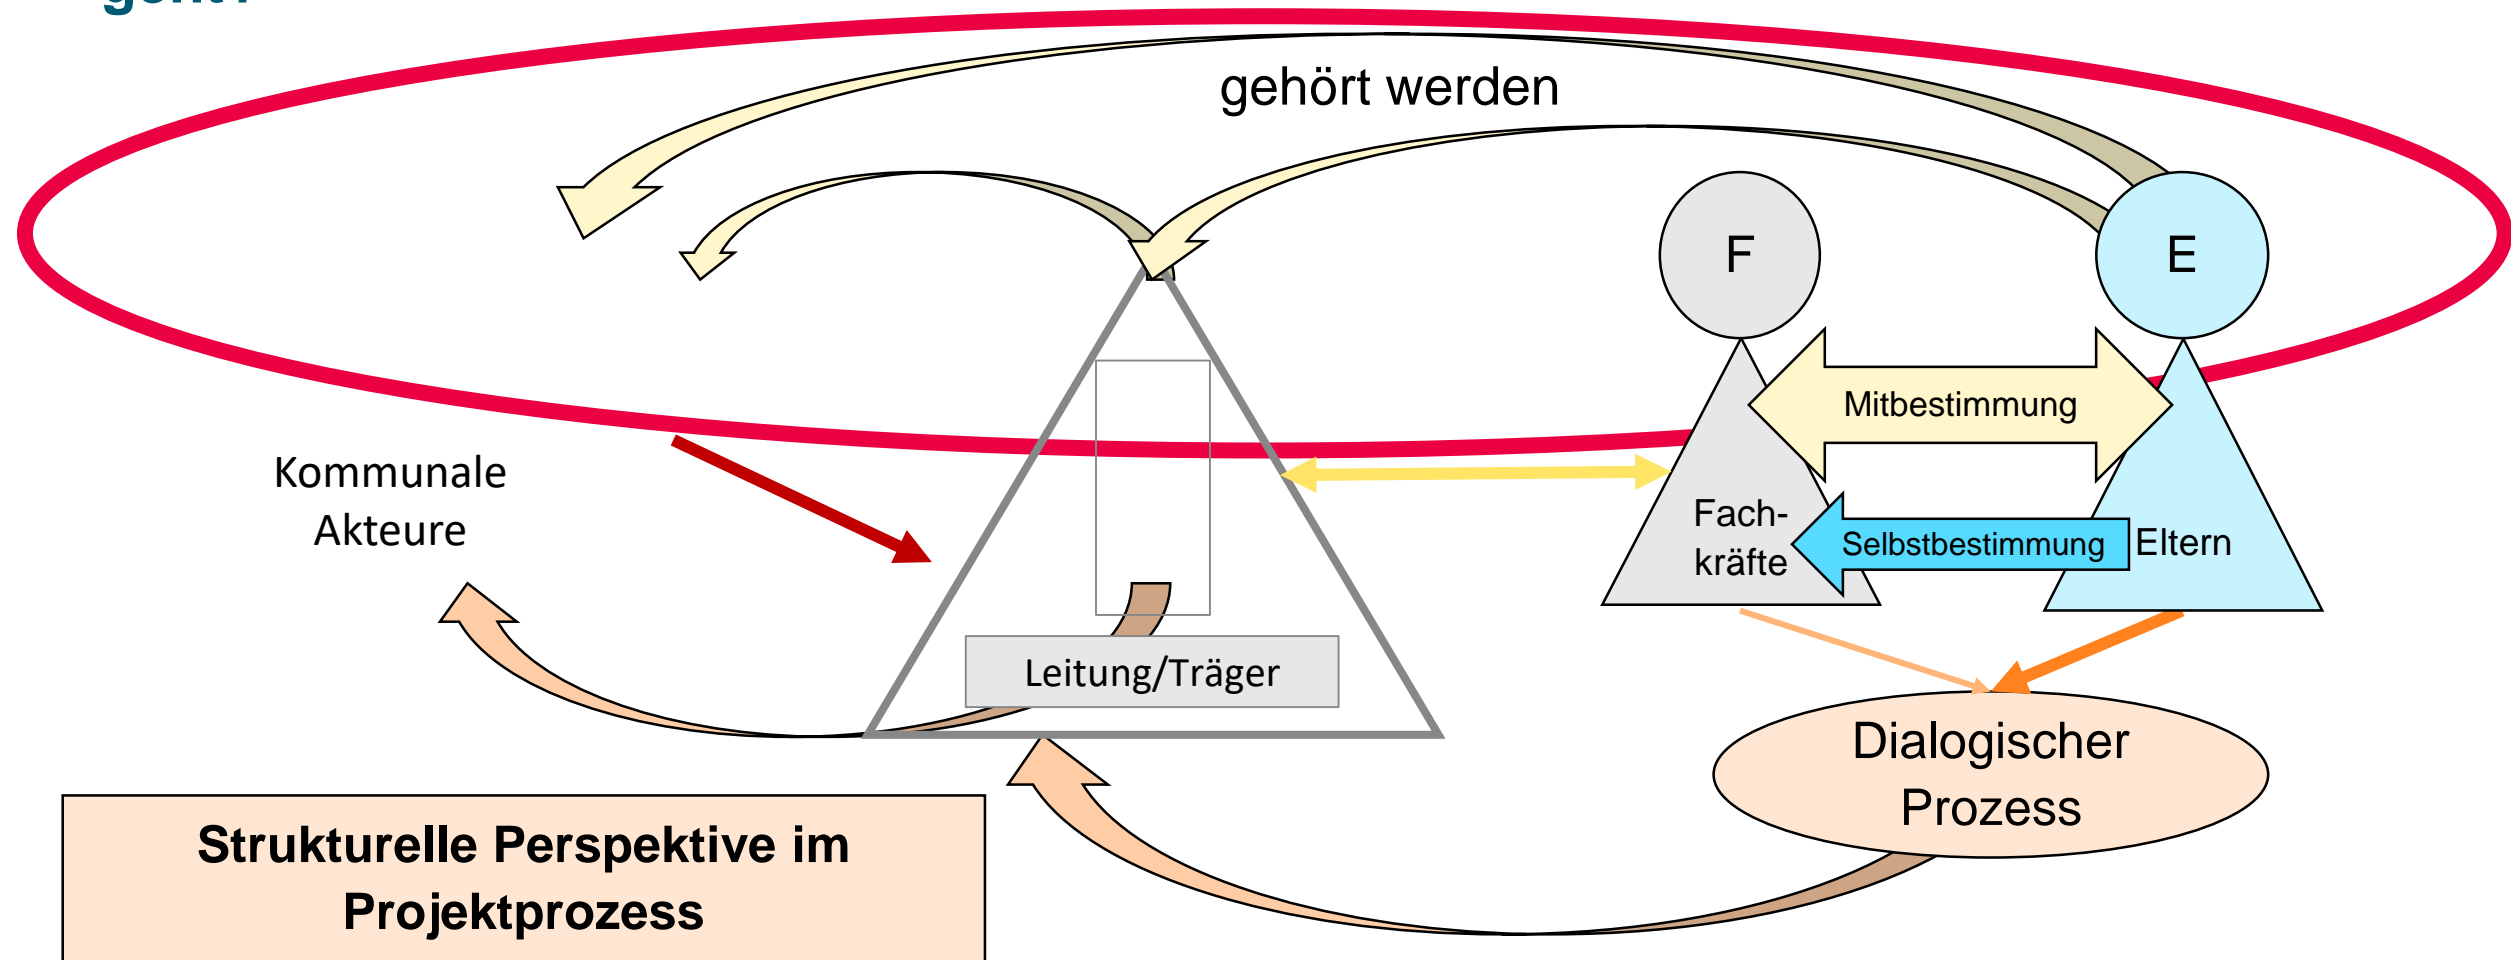 gehört werden
F
E
Mitbestimmung
Kommunale
Akteure
Fach-
kräfte
Selbstbestimmung
Eltern
Leitung/Träger
Dialogischer
Prozess
Strukturelle Perspektive im
Projektprozess